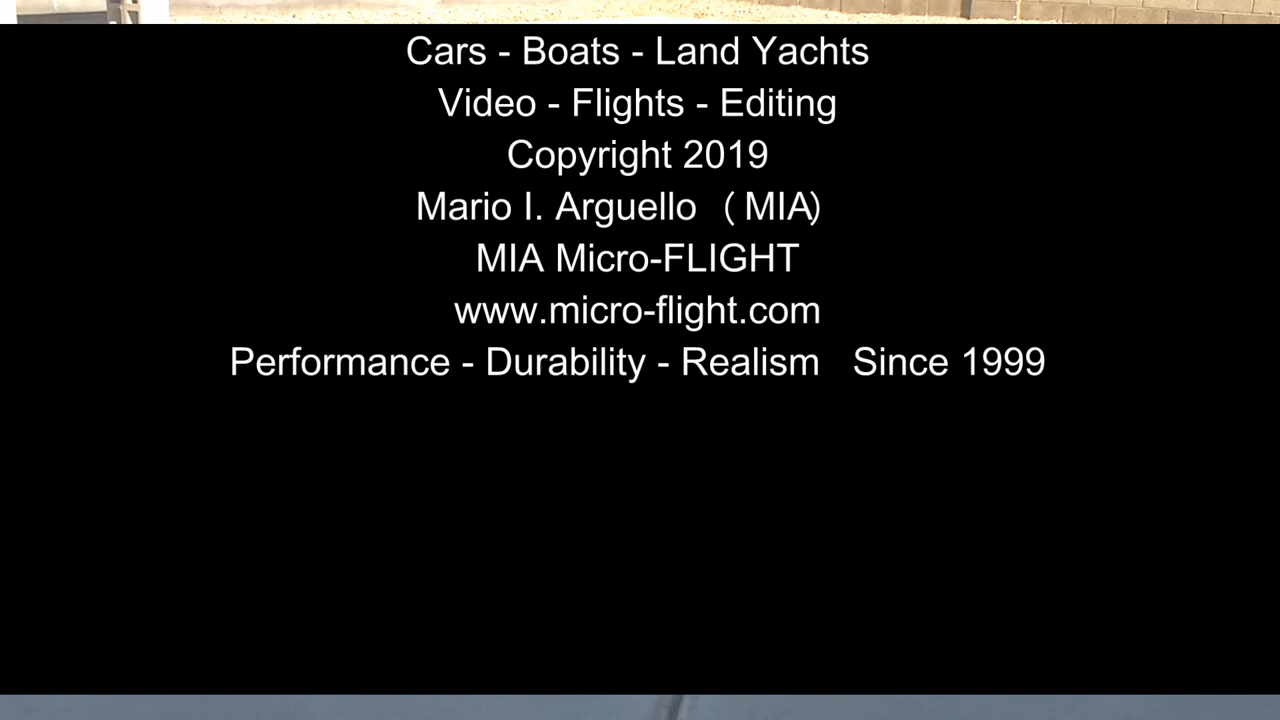 Cars - Boats - Land Yachts
Video - Flights - Editing
Copyright 2019
Mario I. Arguello ( MIA)
MIA Micro-FLIGHT
www.micro-flight.com
Performance - Durability - Realism Since 1999